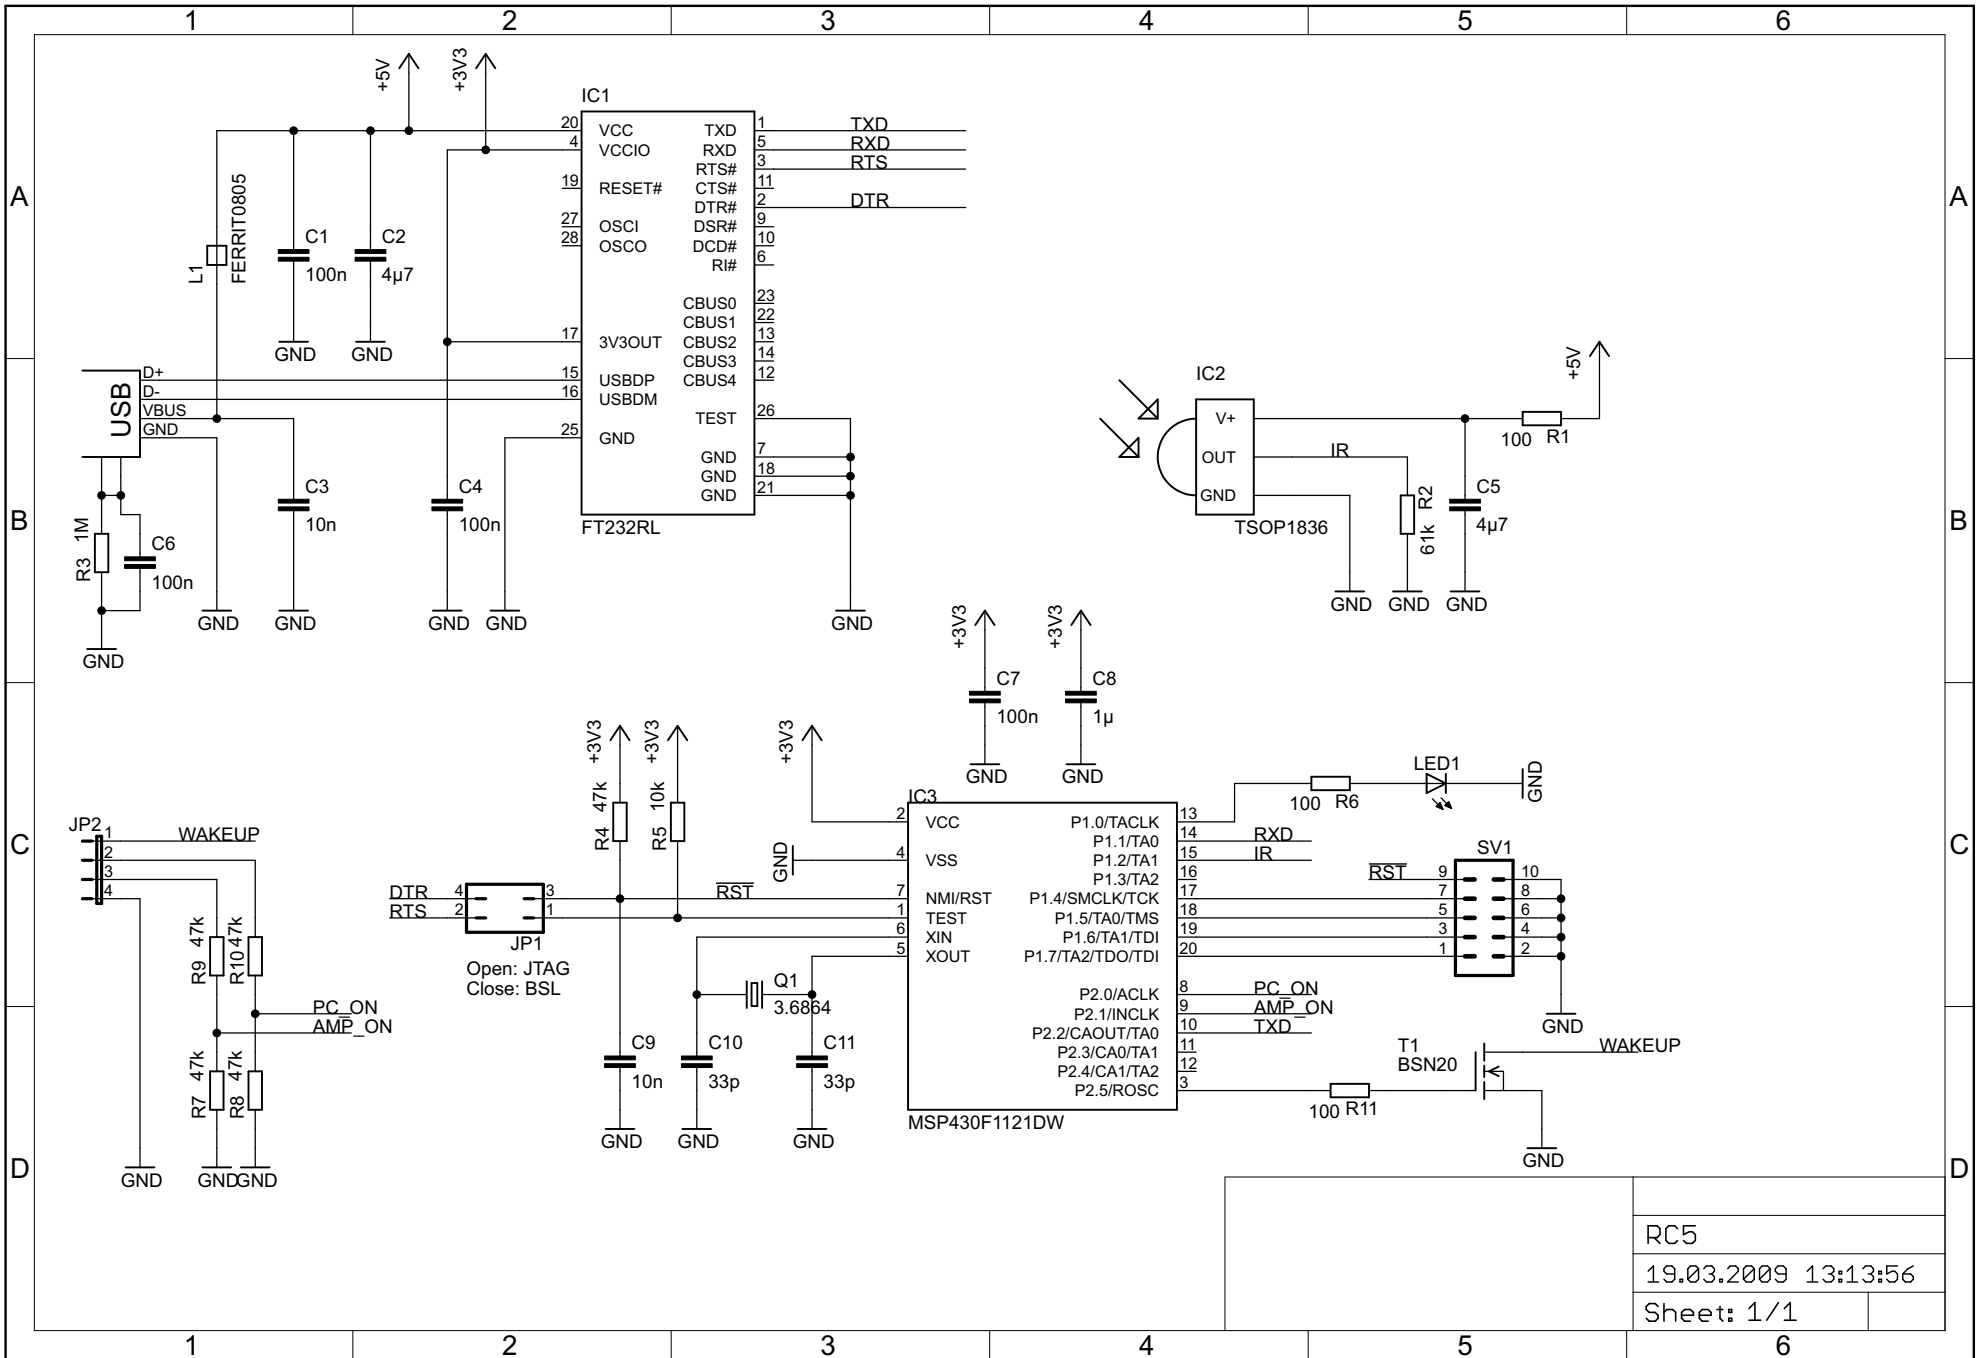 1 2 3 4 5 6
A A
B B
C C
D D
1 2 3 4 5 6
+5V
+3V3
IC1
20 VCC
4 VCCIO
19 RESET#
27 OSCI
28 OSCO
17 3V3OUT
15 USBDP
16 USBDM
25 GND
TXD 1 TXD
RXD 5 RXD
RTS# 3 RTS
CTS# 11
DTR# 2 DTR
DSR# 9
DCD# 10
RI# 6
CBUS0 23
CBUS1 22
CBUS2 13
CBUS3 14
CBUS4 12
TEST 26
GND 7
GND 18
GND 21
FT232RL
L1
FERRIT0805
C1
100n
GND
C2
4µ7
GND
USB
D+
D-
VBUS
GND
R3 1M
C6
100n
GND
GND
C3
10n
GND
C4
100n
GND
GND
GND
IC2
V+
OUT
GND
TSOP1836
IR
+5V
100 R1
61k R2
C5
4µ7
GND
GND
GND
+3V3
C7
100n
GND
+3V3
C8
1µ
GND
JP2
1 WAKEUP
2
3
4
R9 47k
R10 47k
PC_ON
AMP_ON
R7 47k
R8 47k
GND
GND
GND
+3V3
+3V3
+3V3
R4 47k
R5 10k
DTR 4 3
RTS 2 1
JP1
Open: JTAG
Close: BSL
RST
GND
Q1
3.6864
C9
10n
GND
C10
33p
GND
C11
33p
GND
IC3
2 VCC
4 VSS
7 NMI/RST
1 TEST
6 XIN
5 XOUT
P1.0/TACLK 13
P1.1/TA0 14 RXD
P1.2/TA1 15 IR
P1.3/TA2 16
P1.4/SMCLK/TCK 17
P1.5/TA0/TMS 18
P1.6/TA1/TDI 19
P1.7/TA2/TDO/TDI 20
P2.0/ACLK 8 PC_ON
P2.1/INCLK 9 AMP_ON
P2.2/CAOUT/TA0 10 TXD
P2.3/CA0/TA1 11
P2.4/CA1/TA2 12
P2.5/ROSC 3
MSP430F1121DW
100 R6
LED1
GND
SV1
RST 9 10
7 8
5 6
3 4
1 2
GND
100 R11
T1
BSN20
WAKEUP
GND
RC5
19.03.2009 13:13:56
Sheet: 1/1